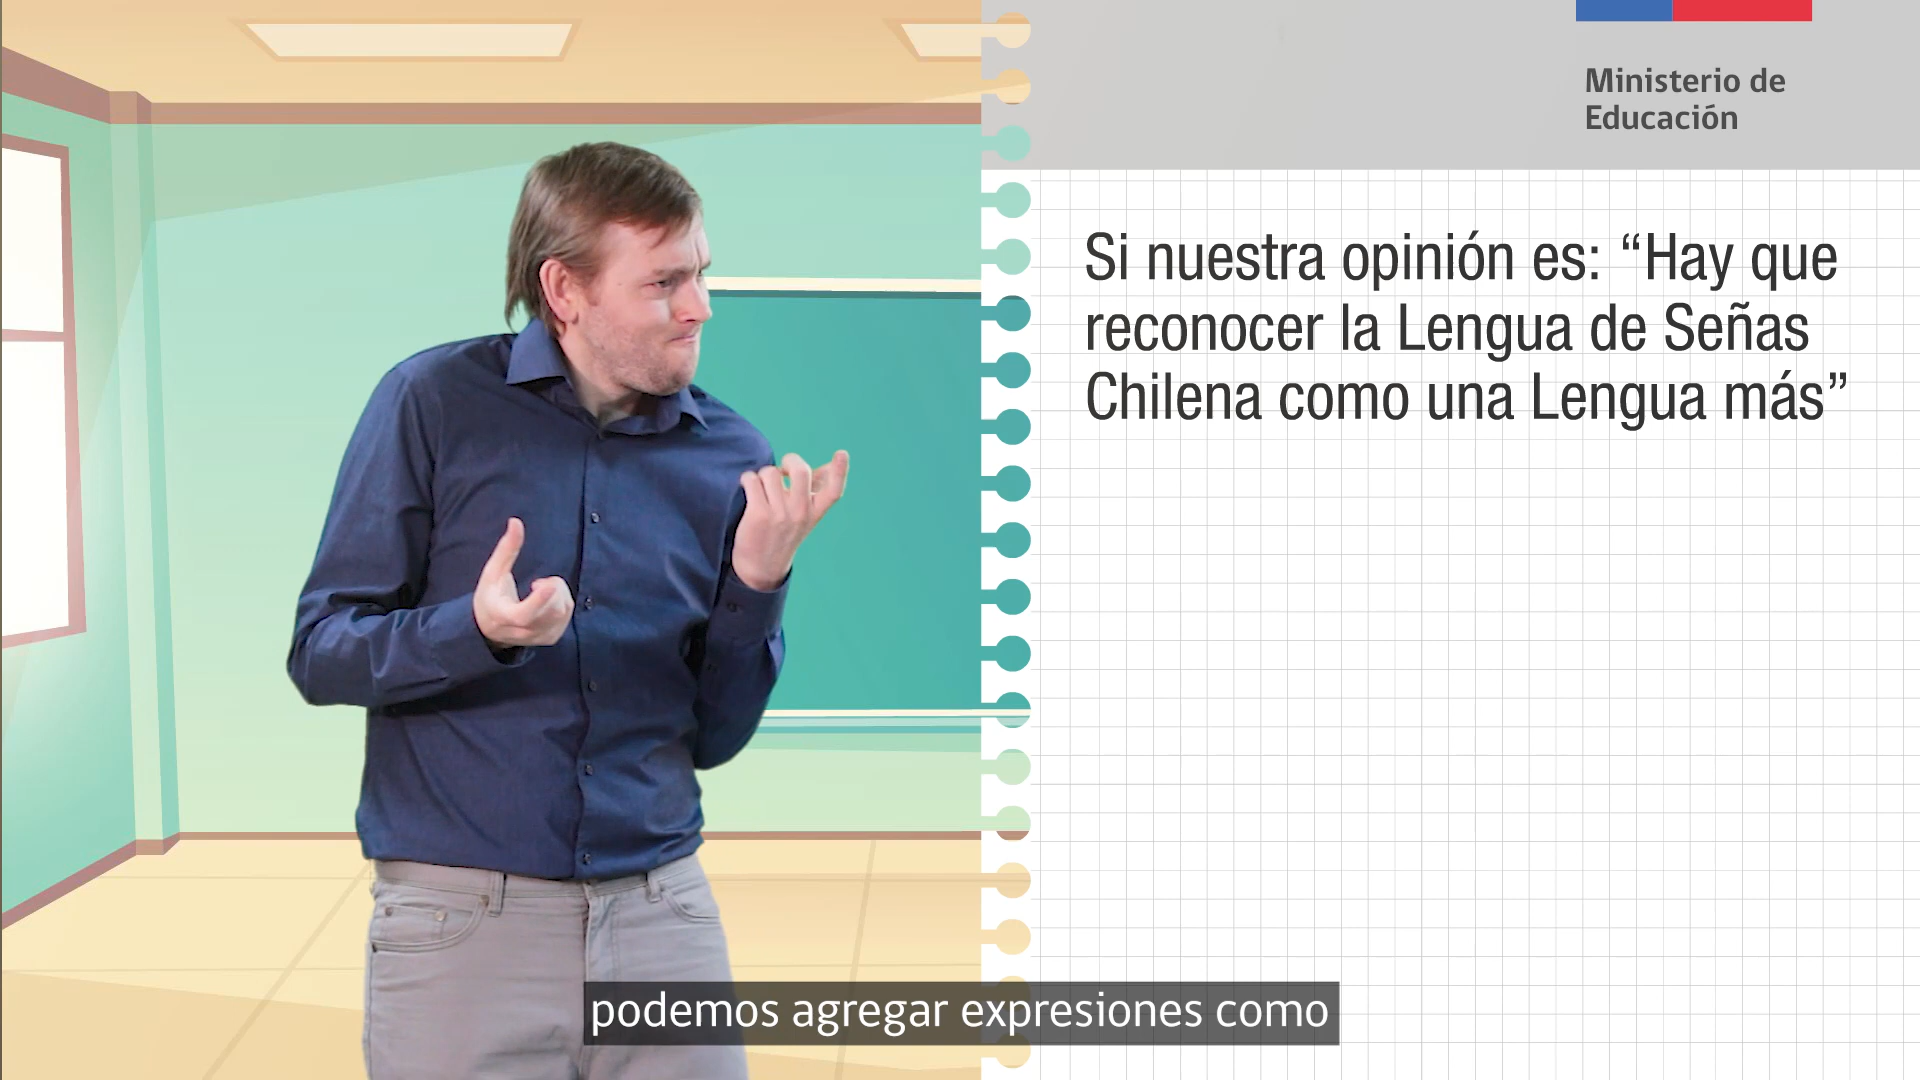 Ministerio de
Educación
Si nuestra opinión es: “Hay que
reconocer la Lengua de Señas
Chilena como una Lengua más”
podemos agregar expresiones como